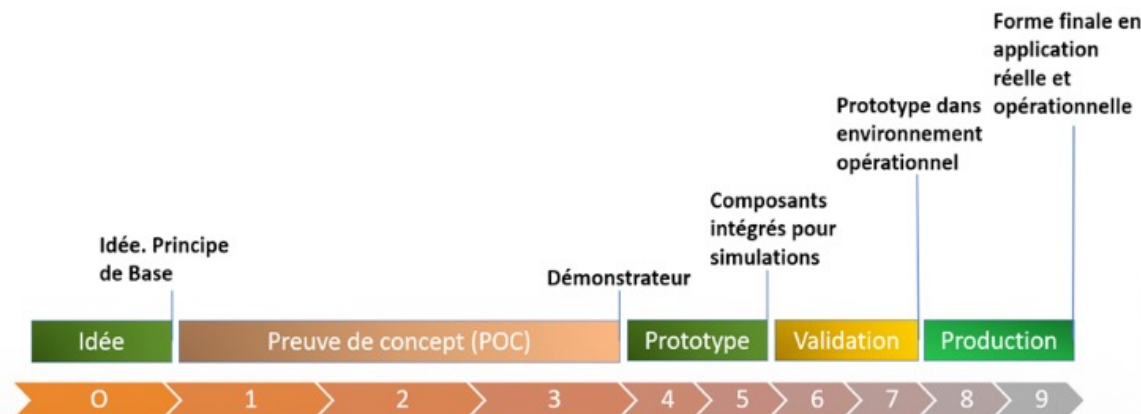 Forme finale en
application
réelle et
opérationnelle
Prototype dans
environnement
opérationnel
Composants
intégrés pour
simulations
Idée. Principe
de Base
Démonstrateur
Idée
Preuve de concept (POC)
Prototype
Validation
Production
O 1 2 3 4 5 6 7 8 9